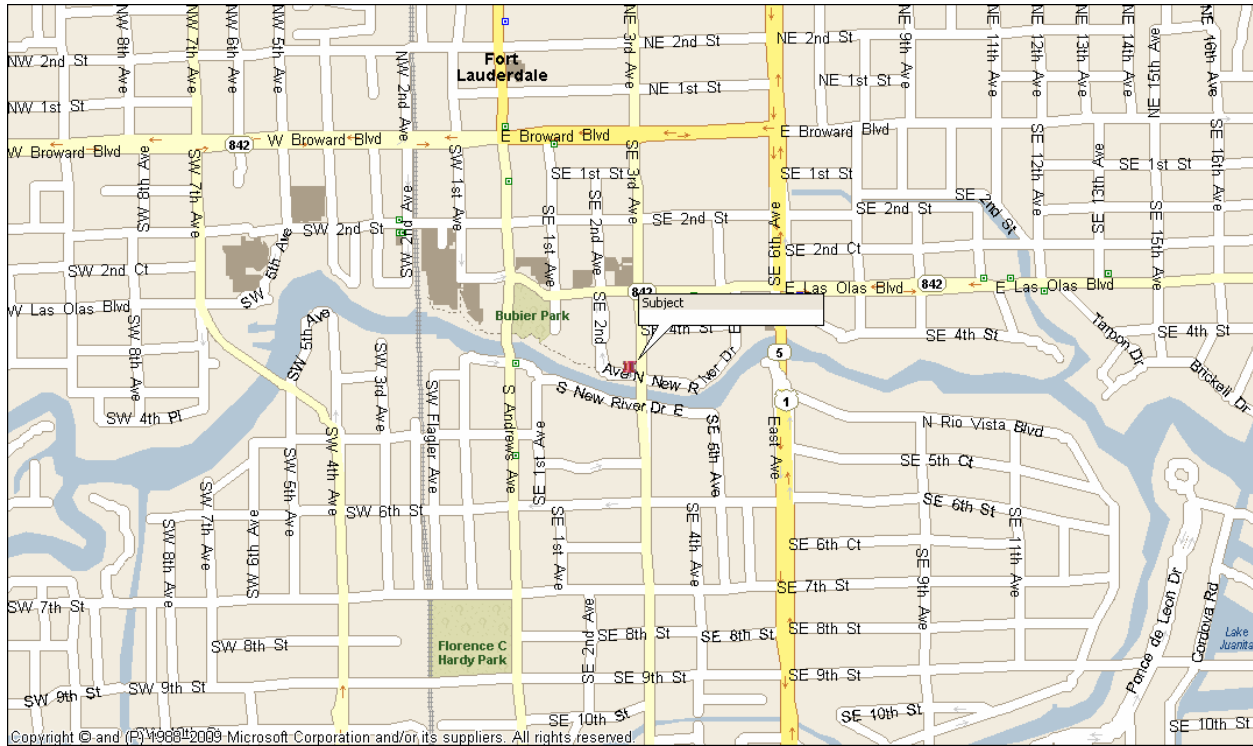 NW 8th Ave
NW 7th Ave
NW 6th Ave
NW 5th Ave
NW 2nd Ave
NE 3rd Ave
NE 2nd St
NE 2nd St
NE 9th Ave
NE 11th Ave
NE 12th Ave
NE 13th Ave
NE 14th Ave
NE 15th Ave
NE 16th Ave
NW 2nd St
Fort
Lauderdale
NE 1st St
NE 1st St
NW 1st St
W Broward Blvd
842
W Broward Blvd
E Broward Blvd
E Broward Blvd
SW 8th Ave
SW 7th Ave
SW 2nd Ave
SW 1st Ave
SE 1st St
SE 3rd Ave
SE 1st St
SE 12th Ave
SE 13th Ave
SE 1st St
SE 15th Ave
SE 16th Ave
SE 2nd Ave
SE 1st Ave
SE 6th Ave
SE 2nd St
SE 2nd St
SE 2nd St
SW 2nd St
SW 5th Ave
SE 2nd Ct
SW 2nd Ct
W Las Olas Blvd
842
E Las Olas Blvd
842
E Las Olas Blvd
Subject
Bubier Park
SE 2nd
Ave
SE 4th St
SE 4th St
SE 4th St
Tarpon Dr
Brickell Dr
SW 8th Ave
SW 5th Ave
SW 3rd Ave
5
N New River Dr E
S New River Dr E
1
SW 4th Pl
SW Flagler Ave
S Andrews Ave
SE 1st Ave
SE 5th Ave
East Ave
N Rio Vista Blvd
SW 4th Ave
SW 5th Ave
SW 7th Ave
SE 5th Ct
SE 6th St
SW 6th St
SW 8th Ave
SW 6th Ave
SE 1st Ave
SE 4th Ave
SE 6th Ct
SE 9th Ave
SE 11th Ave
SE 7th St
SW 7th St
SE 2nd Ave
SE 8th St
SE 8th St
SE 8th St
SW 8th St
Florence C
Hardy Park
Ponce de Leon Dr
Cordova Rd
Lake
Juanita
SW 9th St
SW 9th St
SE 9th St
SE 9th St
SE 10th St
SE 10th St
SE 10th St
Copyright © and (P) 1988-2009 Microsoft Corporation and/or its suppliers. All rights reserved.